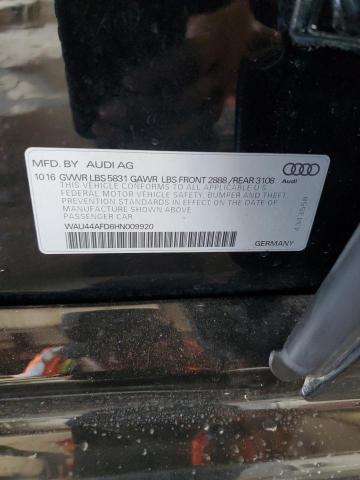 MFD. BY AUDI AG
1016 GVWR LBS 5831 GAWR LBS FRONT 2888 /REAR 3108
THIS VEHICLE CONFORMS TO ALL APPLICABLE U.S.
FEDERAL MOTOR VEHICLE SAFETY, BUMPER AND THEFT
PREVENTION STANDARDS IN EFFECT ON THE DATE OF
MANUFACTURE SHOWN ABOVE.
PASSENGER CAR
WAU44AFD6HN009920
Audi
GERMANY